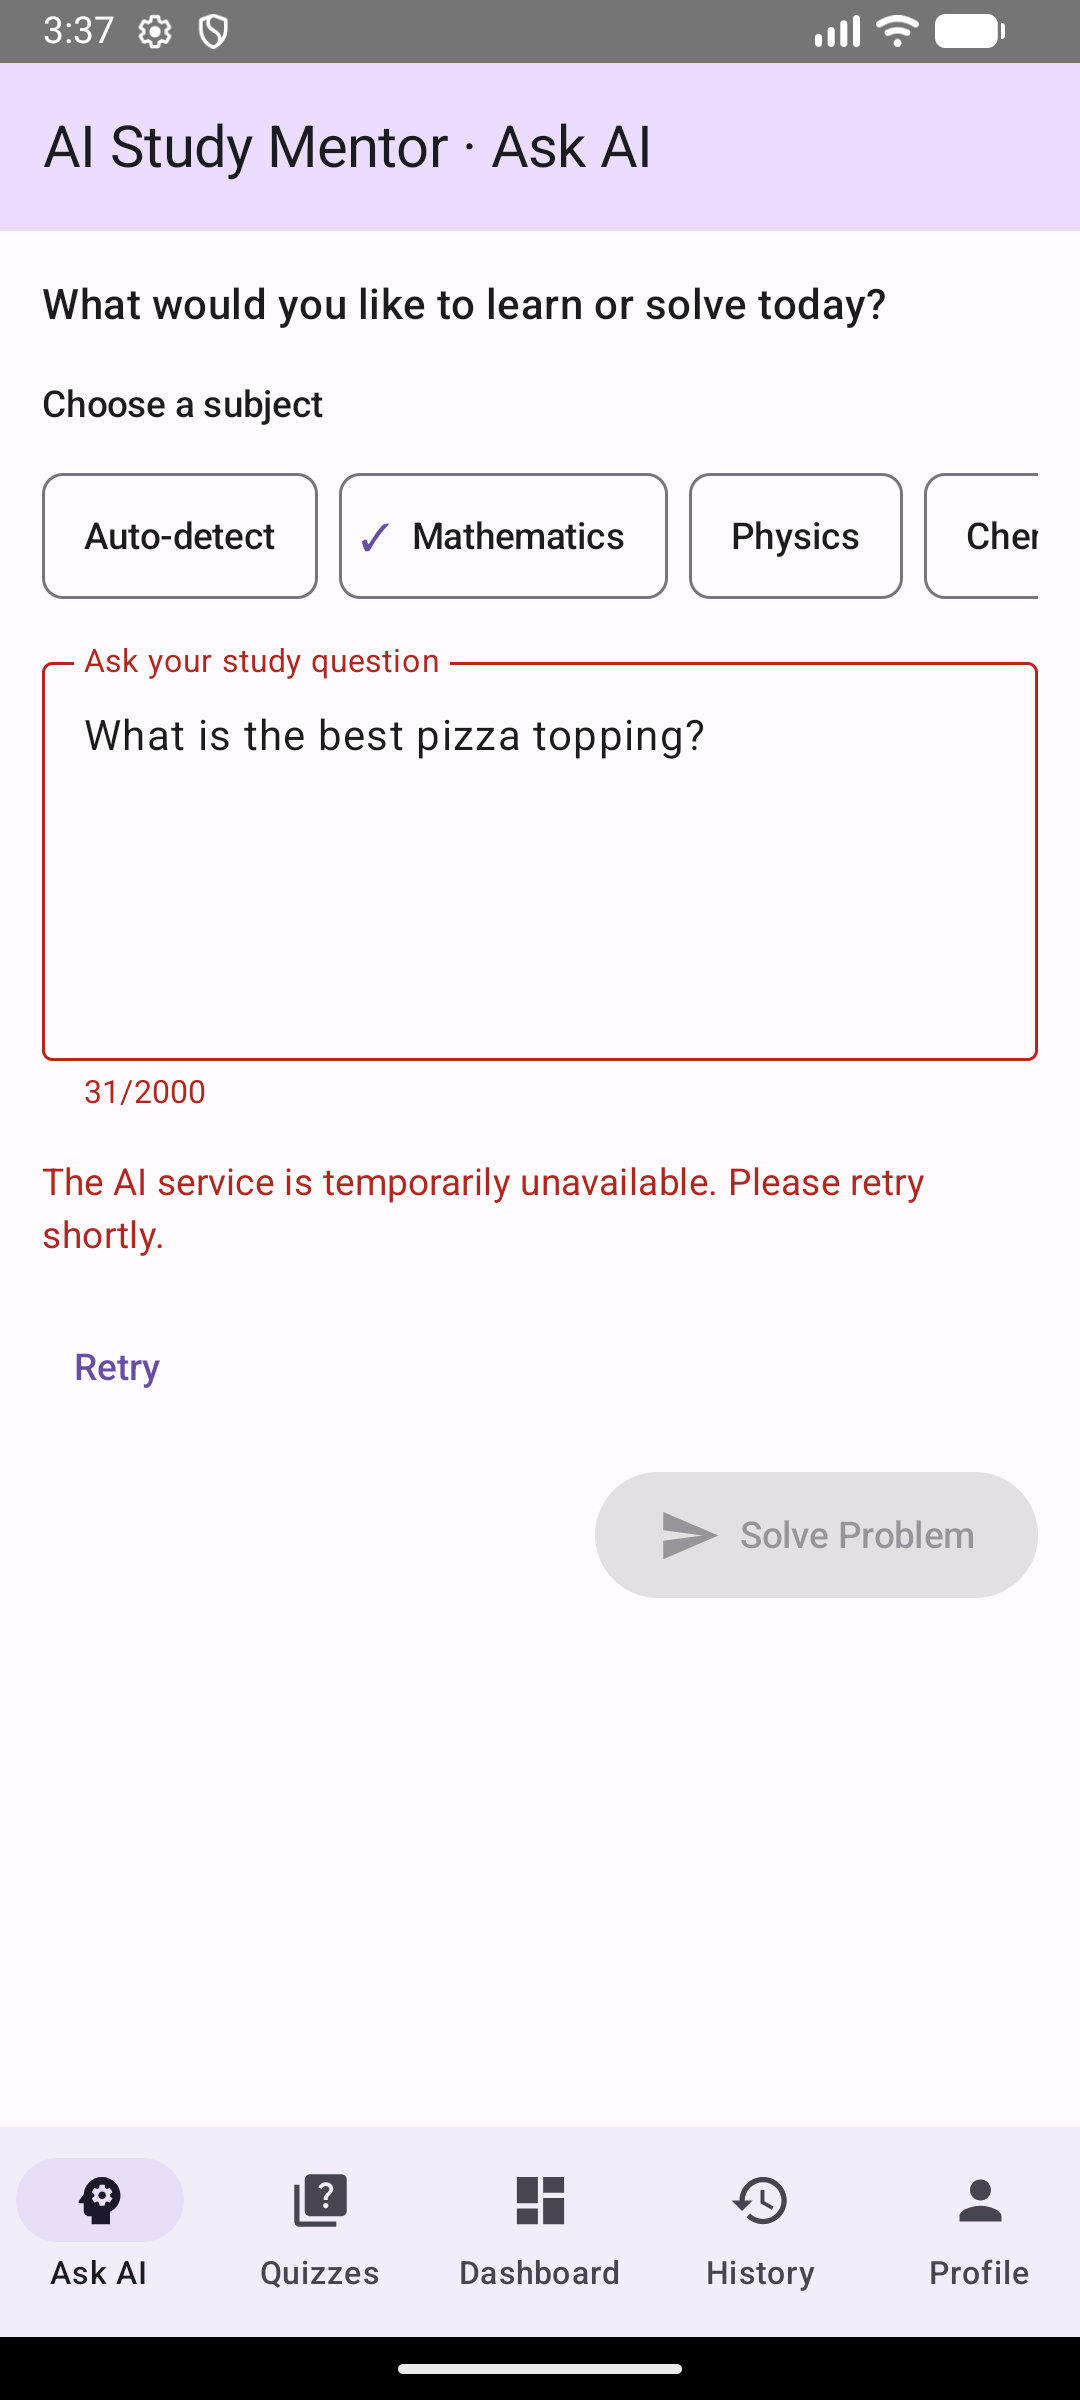 3:37
AI Study Mentor · Ask AI
What would you like to learn or solve today?
Choose a subject
Auto-detect ✓ Mathematics Physics Cher
Ask your study question
What is the best pizza topping?
31/2000
The AI service is temporarily unavailable. Please retry
shortly.
Retry
Solve Problem
Ask AI Quizzes Dashboard History Profile